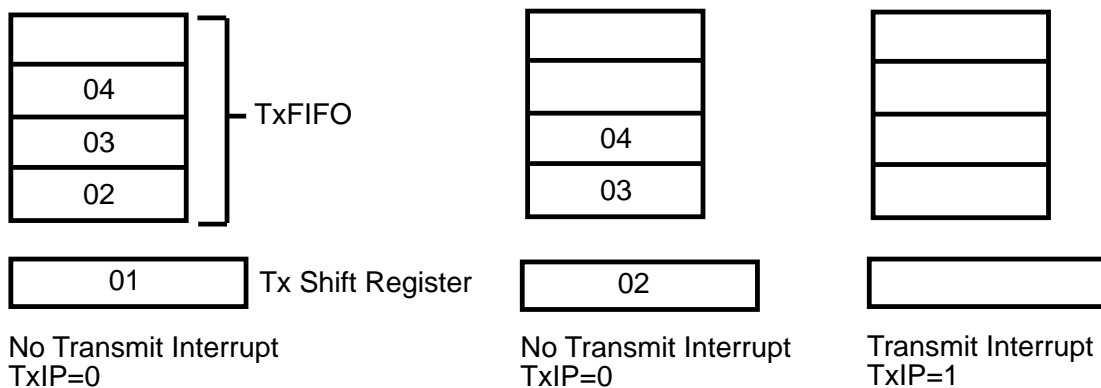 04
03
02
TxFIFO
01
Tx Shift Register
No Transmit Interrupt
TxIP=0
04
03
02
No Transmit Interrupt
TxIP=0
Transmit Interrupt
TxIP=1